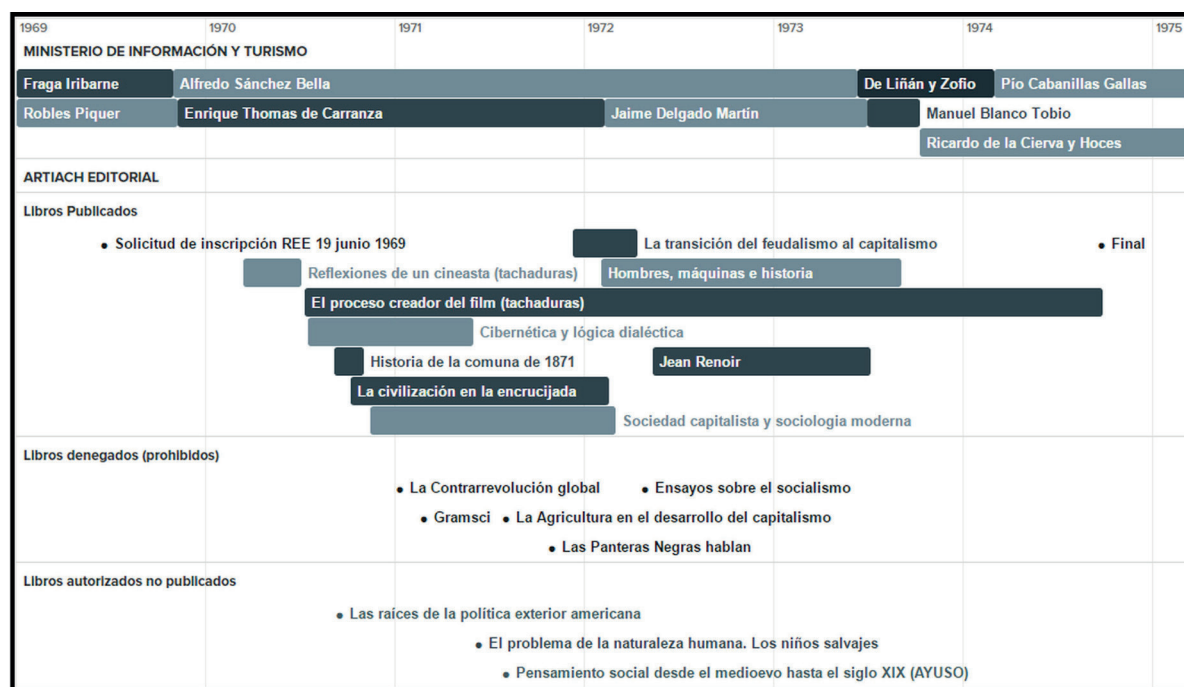 1969 1970 1971 1972 1973 1974 1975
MINISTERIO DE INFORMACIÓN Y TURISMO
Fraga Iribarne Alfredo Sánchez Bella De Liñán y Zofio Pío Cabanillas Gallas
Robles Piquer Enrique Thomas de Carranza Jaime Delgado Martín Manuel Blanco Tobio
Ricardo de la Cierva y Hoces
ARTIACH EDITORIAL
Libros Publicados
Solicitud de inscripción REE 19 junio 1969 La transición del feudalismo al capitalismo Final
Reflexiones de un cineasta (tachaduras) Hombres, máquinas e historia
El proceso creador del film (tachaduras)
Cibernética y lógica dialéctica
Historia de la comuna de 1871 Jean Renoir
La civilización en la encrucijada
Sociedad capitalista y sociologia moderna
Libros denegados (prohibidos)
La Contrarrevolución global Ensayos sobre el socialismo
Gramsci La Agricultura en el desarrollo del capitalismo
Las Panteras Negras hablan
Libros autorizados no publicados
Las raíces de la política exterior americana
El problema de la naturaleza humana. Los niños salvajes
Pensamiento social desde el medioevo hasta el siglo XIX (AYUSO)